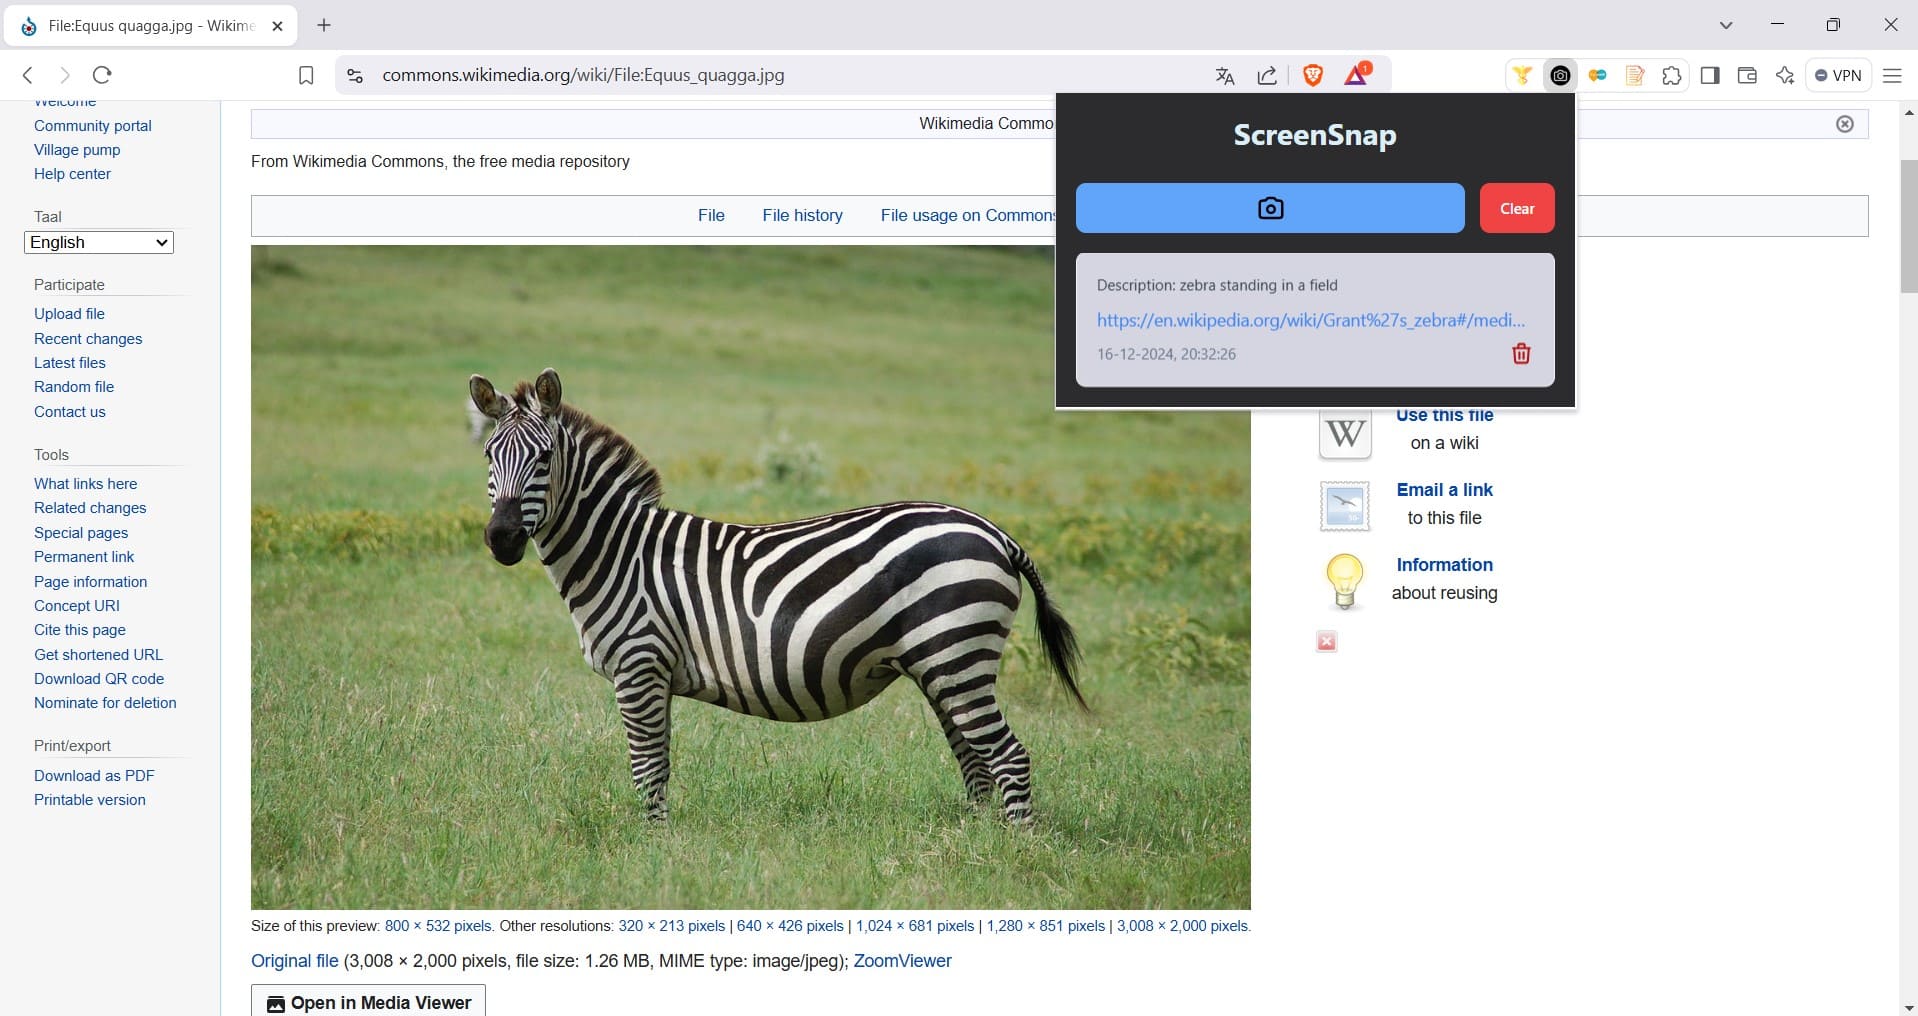 File:Equus quagga.jpg - Wikime
commons.wikimedia.org/wiki/File:Equus_quagga.jpg
1
VPN
Welcome
Community portal
Village pump
Help center
Taal
English
Participate
Upload file
Recent changes
Latest files
Random file
Contact us
Tools
What links here
Related changes
Special pages
Permanent link
Page information
Concept URI
Cite this page
Get shortened URL
Download QR code
Nominate for deletion
Print/export
Download as PDF
Printable version
Wikimedia Commo
From Wikimedia Commons, the free media repository
File File history File usage on Commons
ScreenSnap
Clear
Description: zebra standing in a field
https://en.wikipedia.org/wiki/Grant%27s_zebra#/medi...
16-12-2024, 20:32:26
W
Use this file
on a wiki
Email a link
to this file
Information
about reusing
Size of this preview: 800 × 532 pixels. Other resolutions: 320 × 213 pixels | 640 × 426 pixels | 1,024 × 681 pixels | 1,280 × 851 pixels | 3,008 × 2,000 pixels.
Original file (3,008 × 2,000 pixels, file size: 1.26 MB, MIME type: image/jpeg); ZoomViewer
Open in Media Viewer